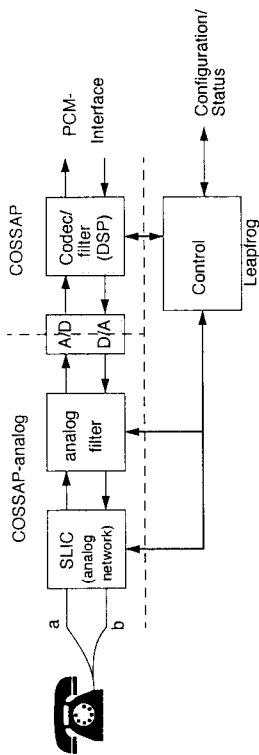 COSSAP-analog
COSSAP
a
b
SLIC
(analog
network)
analog
filter
A/D
D/A
Codec/
filter
(DSP)
PCM-
Interface
Control
Leapfrog
Configuration/
Status